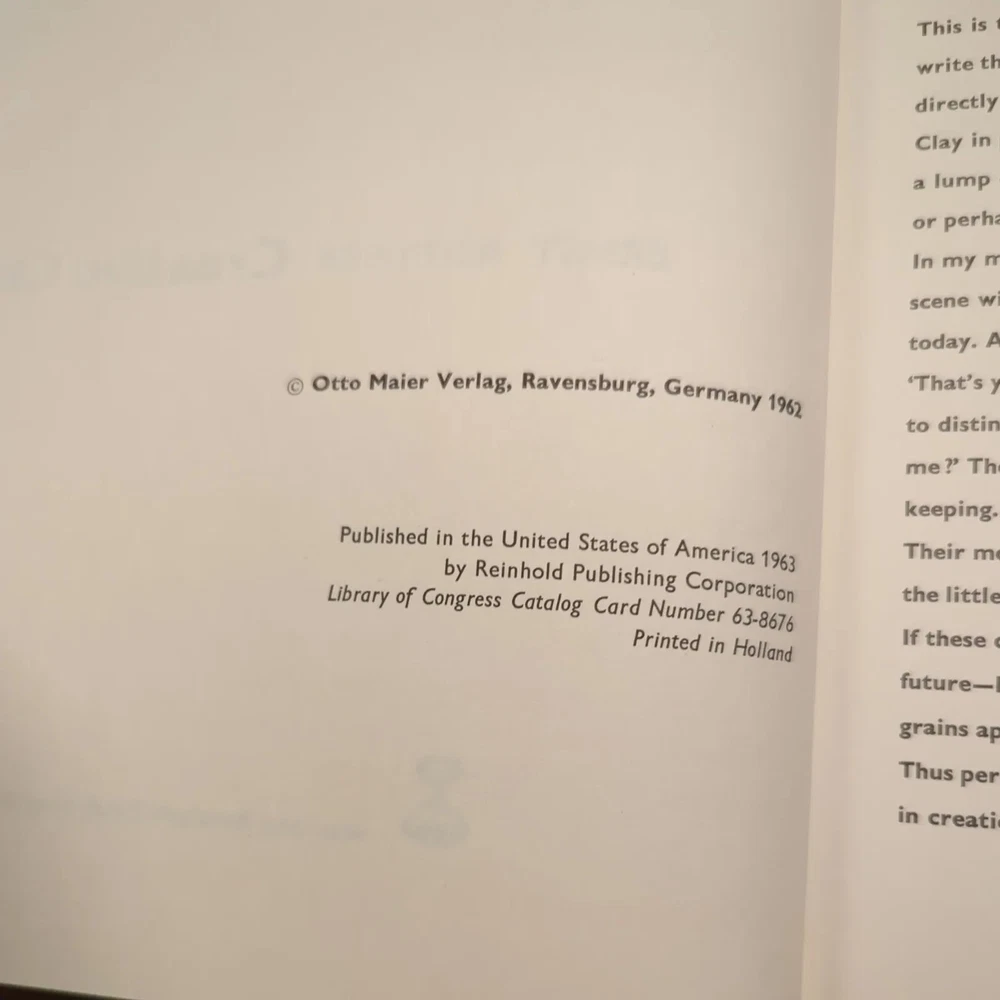 © Otto Maier Verlag, Ravensburg, Germany 1962
Published in the United States of America 1963
by Reinhold Publishing Corporation
Library of Congress Catalog Card Number 63-8676
Printed in Holland
This is
write th
directly
Clay in
a lump
or perha
In my m
scene wi
today. A
‘That’s y
to distin
me?’ The
keeping.
Their me
the little
If these
future—
grains ap
Thus per
in creatio